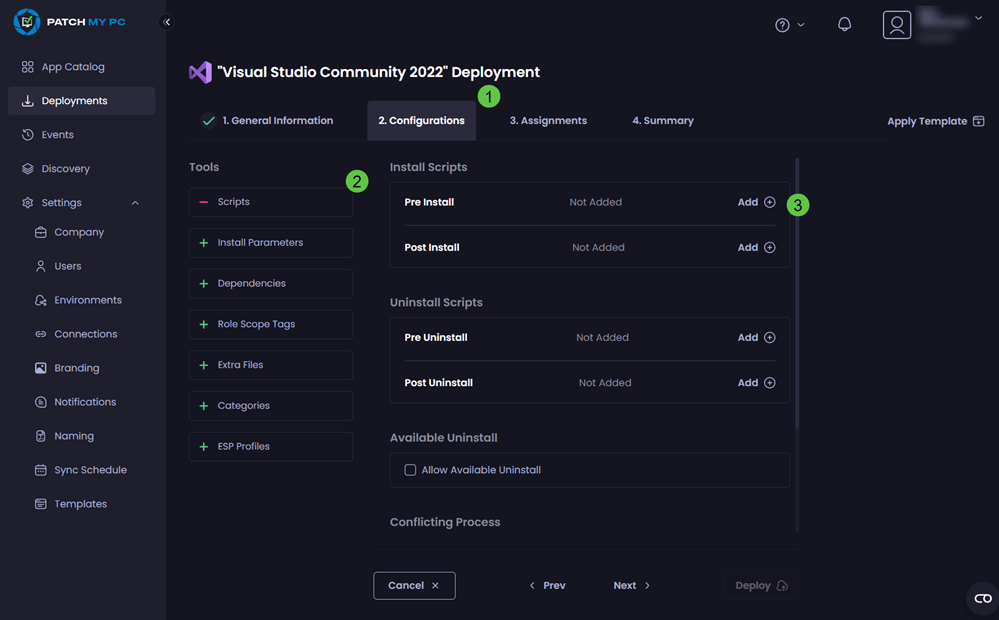 PATCH MY PC
App Catalog
Deployments
Events
Discovery
Settings
Company
Users
Environments
Connections
Branding
Notifications
Naming
Sync Schedule
Templates
"Visual Studio Community 2022" Deployment
1
1. General Information
2. Configurations
3. Assignments
4. Summary
Apply Template
Tools
2
Scripts
Install Parameters
Dependencies
Role Scope Tags
Extra Files
Categories
ESP Profiles
Install Scripts
Pre Install Not Added Add
3
Post Install Not Added Add
Uninstall Scripts
Pre Uninstall Not Added Add
Post Uninstall Not Added Add
Available Uninstall
Allow Available Uninstall
Conflicting Process
Cancel
Prev
Next
Deploy